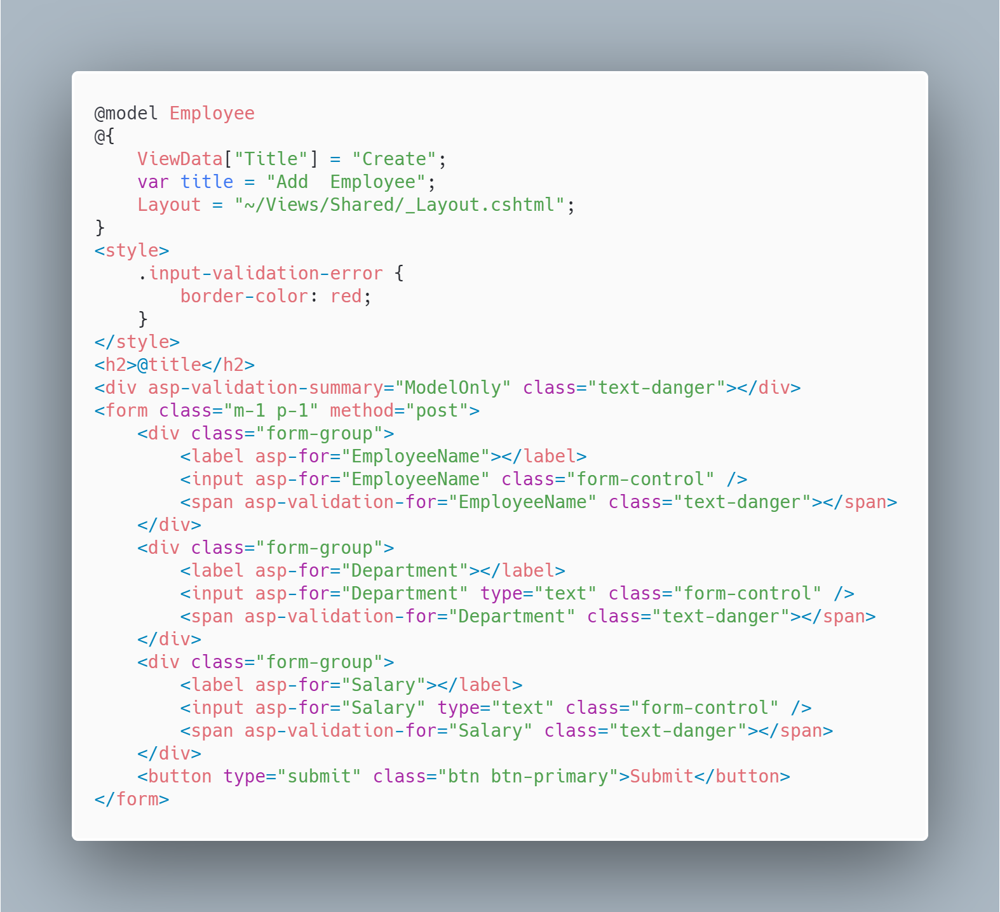 @model Employee
@{
    ViewData["Title"] = "Create";
    var title = "Add  Employee";
    Layout = "~/Views/Shared/_Layout.cshtml";
}
<style>
    .input-validation-error {
        border-color: red;
    }
</style>
<h2>@title</h2>
<div asp-validation-summary="ModelOnly" class="text-danger"></div>
<form class="m-1 p-1" method="post">
    <div class="form-group">
        <label asp-for="EmployeeName"></label>
        <input asp-for="EmployeeName" class="form-control" />
        <span asp-validation-for="EmployeeName" class="text-danger"></span>
    </div>
    <div class="form-group">
        <label asp-for="Department"></label>
        <input asp-for="Department" type="text" class="form-control" />
        <span asp-validation-for="Department" class="text-danger"></span>
    </div>
    <div class="form-group">
        <label asp-for="Salary"></label>
        <input asp-for="Salary" type="text" class="form-control" />
        <span asp-validation-for="Salary" class="text-danger"></span>
    </div>
    <button type="submit" class="btn btn-primary">Submit</button>
</form>